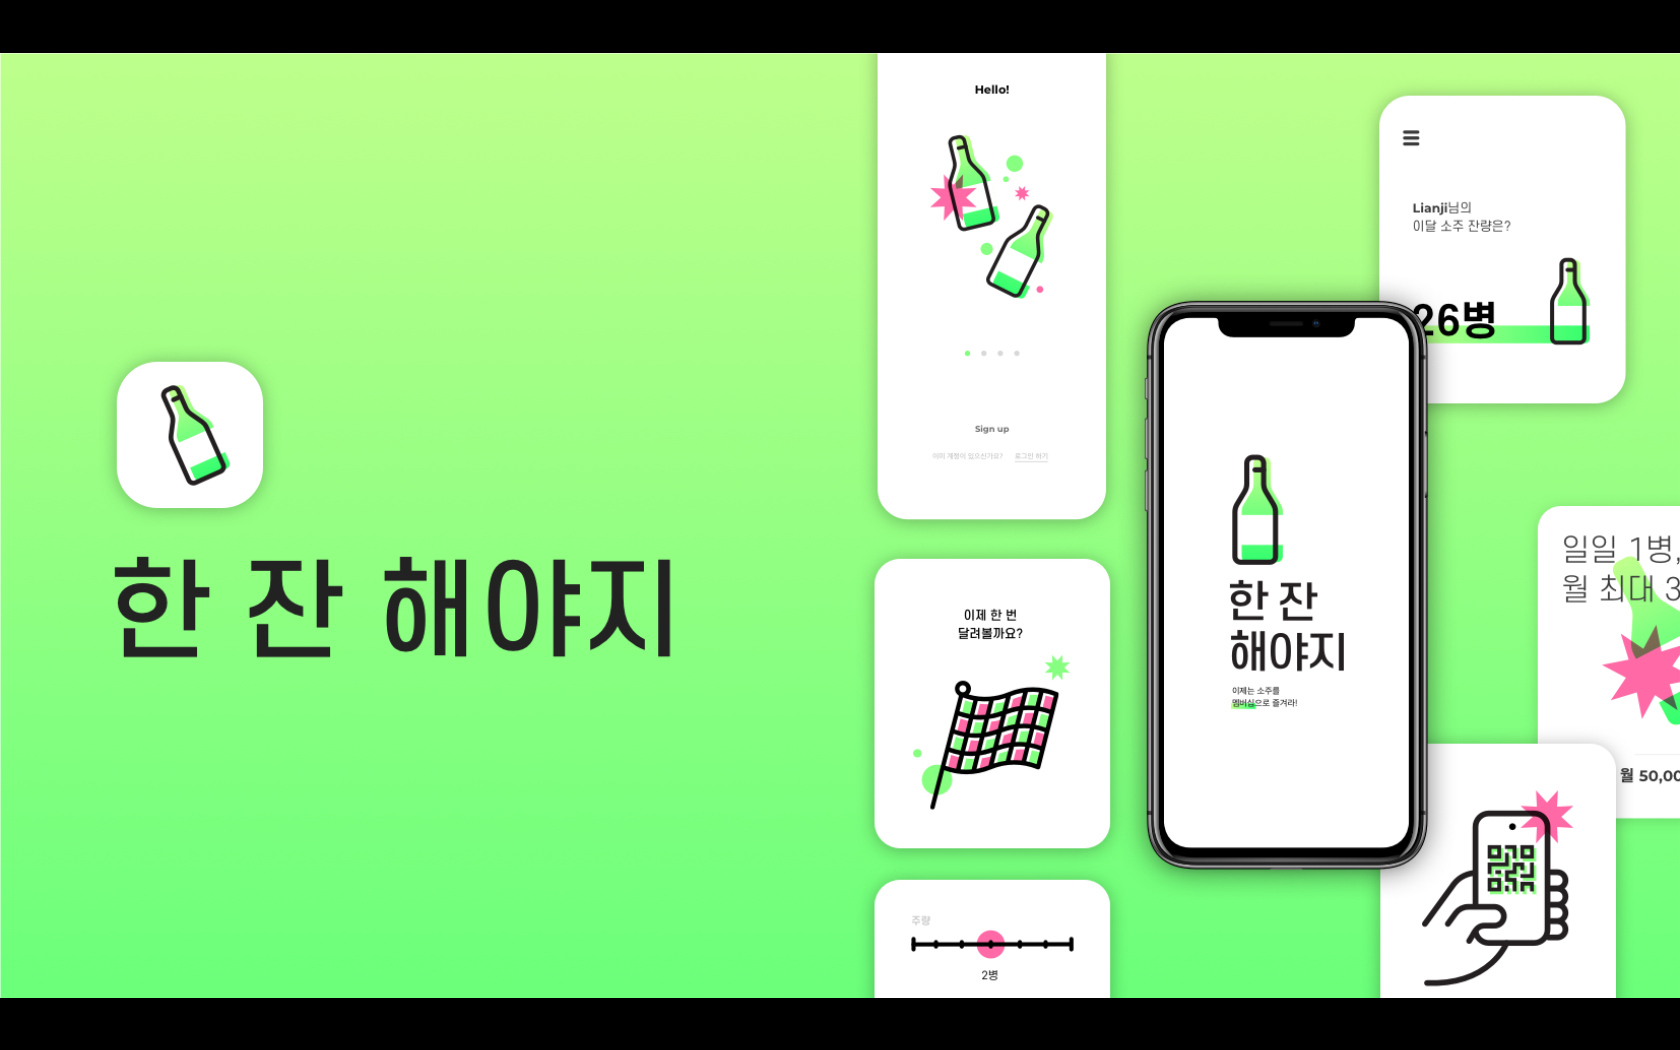 한 잔 해야지
Hello!
Sign up
이미 계정이 있으신가요? 로그인 하기
이제 한 번
달려볼까요?
주량
2병
한 잔
해야지
이제는 소주를
멤버십으로 즐겨라!
Lianji님의
이달 소주 잔량은?
26병
일일 1병,
월 최대 3
월 50,00